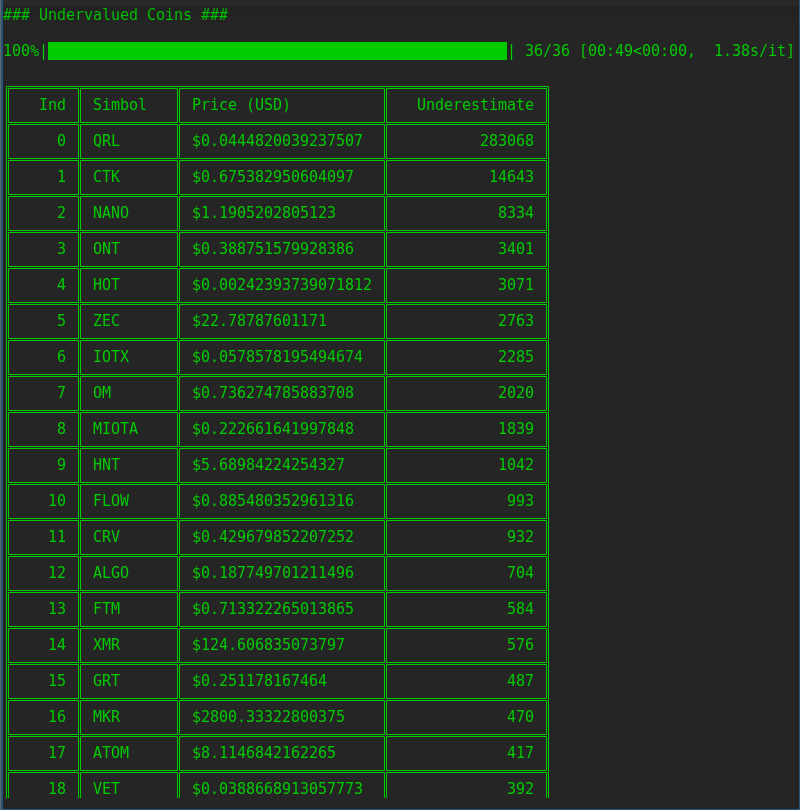 ### Undervalued Coins ###
100%| | 36/36 [00:49<00:00, 1.38s/it]
Ind Simbol Price (USD) Underestimate
0 QRL $0.0444820039237507 283068
1 CTK $0.675382950604097 14643
2 NANO $1.1905202805123 8334
3 ONT $0.388751579928386 3401
4 HOT $0.00242393739071812 3071
5 ZEC $22.78787601171 2763
6 IOTX $0.0578578195494674 2285
7 OM $0.736274785883708 2020
8 MIOTA $0.222661641997848 1839
9 HNT $5.68984224254327 1042
10 FLOW $0.885480352961316 993
11 CRV $0.429679852207252 932
12 ALGO $0.187749701211496 704
13 FTM $0.713322265013865 584
14 XMR $124.606835073797 576
15 GRT $0.251178167464 487
16 MKR $2800.33322800375 470
17 ATOM $8.1146842162265 417
18 VET $0.0388668913057773 392